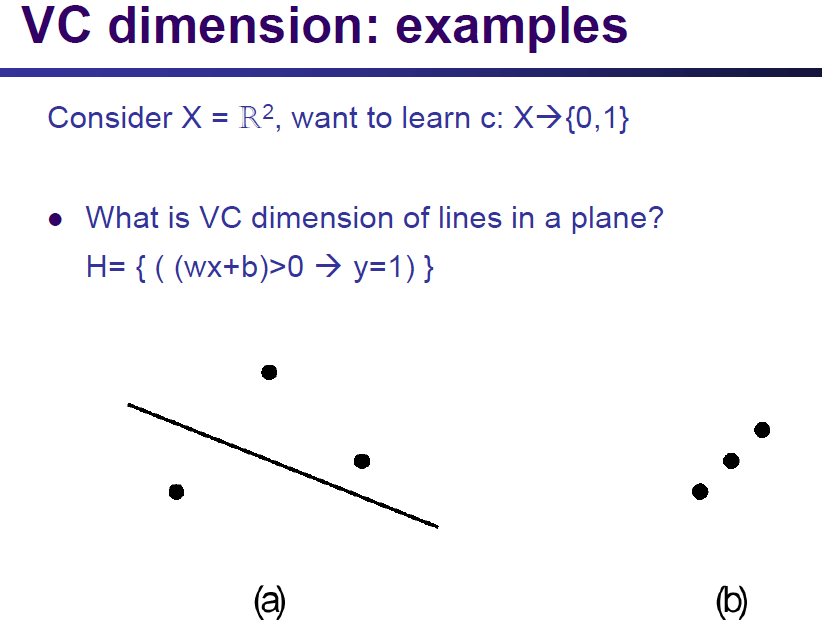 VC dimension: examples
Consider X = ℝ², want to learn c: X→{0,1}
● What is VC dimension of lines in a plane?
H= { ( (wx+b)>0 → y=1) }
(a) (b)